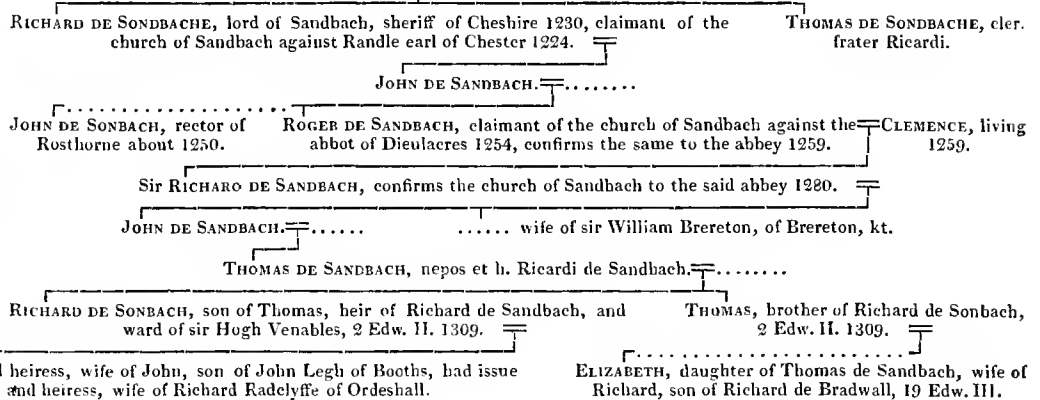 RICHARD DE SONDBACHE, lord of Sandbach, sheriff of Cheshire 1230, claimant of the
church of Sandbach against Randle earl of Chester 1224.
THOMAS DE SONDBACHE, cler.
frater Ricardi.
JOHN DE SANDBACH. ........
JOHN DE SONBACH, rector of
Rosthorne about 1250.
ROGER DE SANDBACH, claimant of the church of Sandbach against the
abbot of Dieulacres 1254, confirms the same to the abbey 1259.
CLEMENCE, living
1259.
Sir RICHARD DE SANDBACH, confirms the church of Sandbach to the said abbey 1280.
JOHN DE SANDBACH. ......
...... wife of sir William Brereton, of Brereton, kt.
THOMAS DE SANDBACH, nepos et h. Ricardi de Sandbach. ........
RICHARD DE SONBACH, son of Thomas, heir of Richard de Sandbach, and
ward of sir Hugh Venables, 2 Edw. II. 1309.
THOMAS, brother of Richard de Sonbach,
2 Edw. II. 1309.
heiress, wife of John, son of John Legh of Booths, had issue
and heiress, wife of Richard Radclyffe of Ordeshall.
ELIZABETH, daughter of Thomas de Sandbach, wife of
Richard, son of Richard de Bradwall, 19 Edw. III.